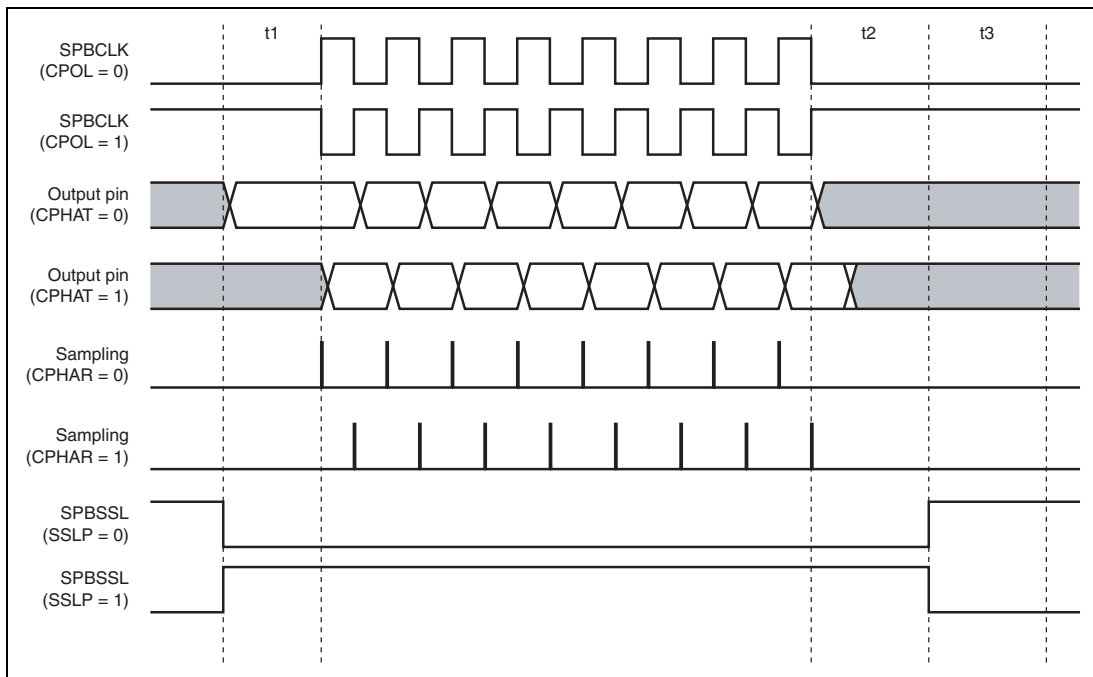 t1
t2
t3
SPBCLK
(CPOL = 0)
SPBCLK
(CPOL = 1)
Output pin
(CPHAT = 0)
Output pin
(CPHAT = 1)
Sampling
(CPHAR = 0)
Sampling
(CPHAR = 1)
SPBSSL
(SSLP = 0)
SPBSSL
(SSLP = 1)